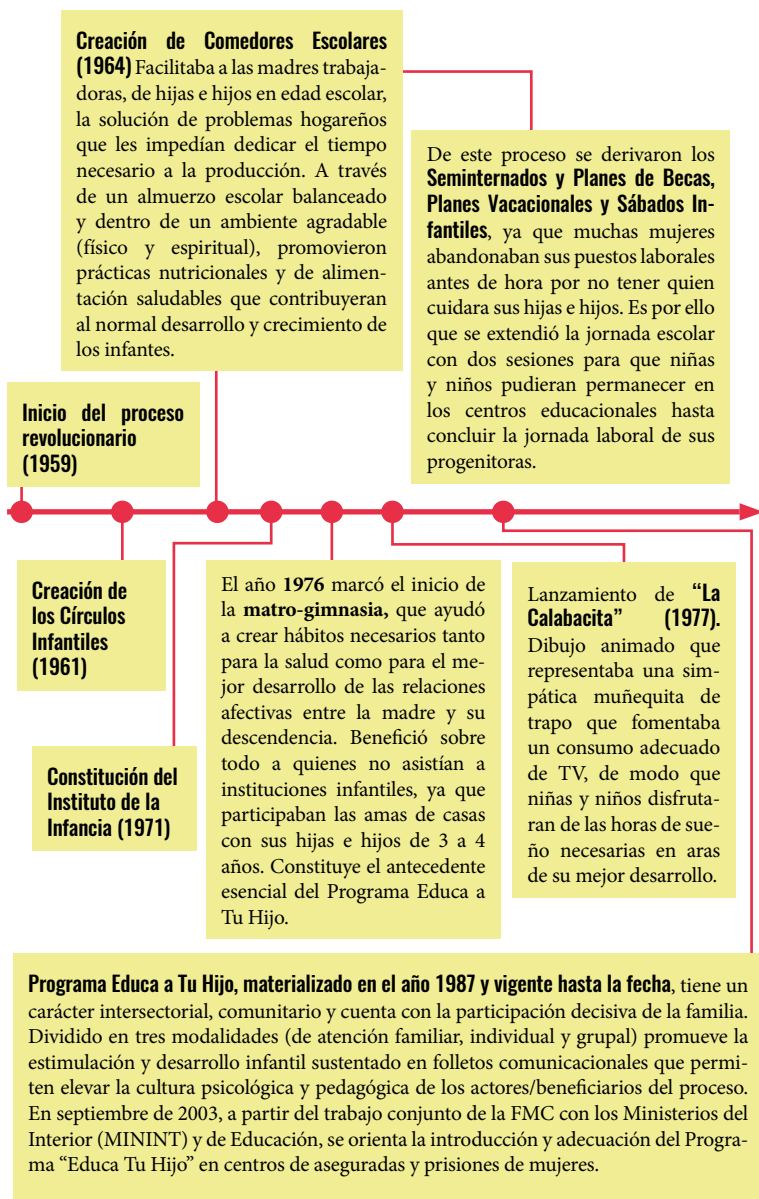 Creación de Comedores Escolares
(1964) Facilitaba a las madres trabaja-
doras, de hijas e hijos en edad escolar,
la solución de problemas hogareños
que les impedían dedicar el tiempo
necesario a la producción. A través
de un almuerzo escolar balanceado
y dentro de un ambiente agradable
(físico y espiritual), promovieron
prácticas nutricionales y de alimen-
tación saludables que contribuyeran
al normal desarrollo y crecimiento de
los infantes.
De este proceso se derivaron los
Seminternados y Planes de Becas,
Planes Vacacionales y Sábados In-
fantiles, ya que muchas mujeres
abandonaban sus puestos laborales
antes de hora por no tener quien
cuidara sus hijas e hijos. Es por ello
que se extendió la jornada escolar
con dos sesiones para que niñas
y niños pudieran permanecer en
los centros educacionales hasta
concluir la jornada laboral de sus
progenitoras.
Inicio del proceso
revolucionario
(1959)
Creación de
los Círculos
Infantiles
(1961)
Constitución del
Instituto de la
Infancia (1971)
El año 1976 marcó el inicio de
la matro-gimnasia, que ayudó
a crear hábitos necesarios tanto
para la salud como para el me-
jor desarrollo de las relaciones
afectivas entre la madre y su
descendencia. Benefició sobre
todo a quienes no asistían a
instituciones infantiles, ya que
participaban las amas de casas
con sus hijas e hijos de 3 a 4
años. Constituye el antecedente
esencial del Programa Educa a
Tu Hijo.
Lanzamiento de “La
Calabacita” (1977).
Dibujo animado que
representaba una sim-
pática muñequita de
trapo que fomentaba
un consumo adecuado
de TV, de modo que
niñas y niños disfruta-
ran de las horas de sue-
ño necesarias en aras
de su mejor desarrollo.
Programa Educa a Tu Hijo, materializado en el año 1987 y vigente hasta la fecha, tiene un
carácter intersectorial, comunitario y cuenta con la participación decisiva de la familia.
Dividido en tres modalidades (de atención familiar, individual y grupal) promueve la
estimulación y desarrollo infantil sustentado en folletos comunicacionales que permi-
ten elevar la cultura psicológica y pedagógica de los actores/beneficiarios del proceso.
En septiembre de 2003, a partir del trabajo conjunto de la FMC con los Ministerios del
Interior (MININT) y de Educación, se orienta la introducción y adecuación del Progra-
ma “Educa Tu Hijo” en centros de aseguradas y prisiones de mujeres.